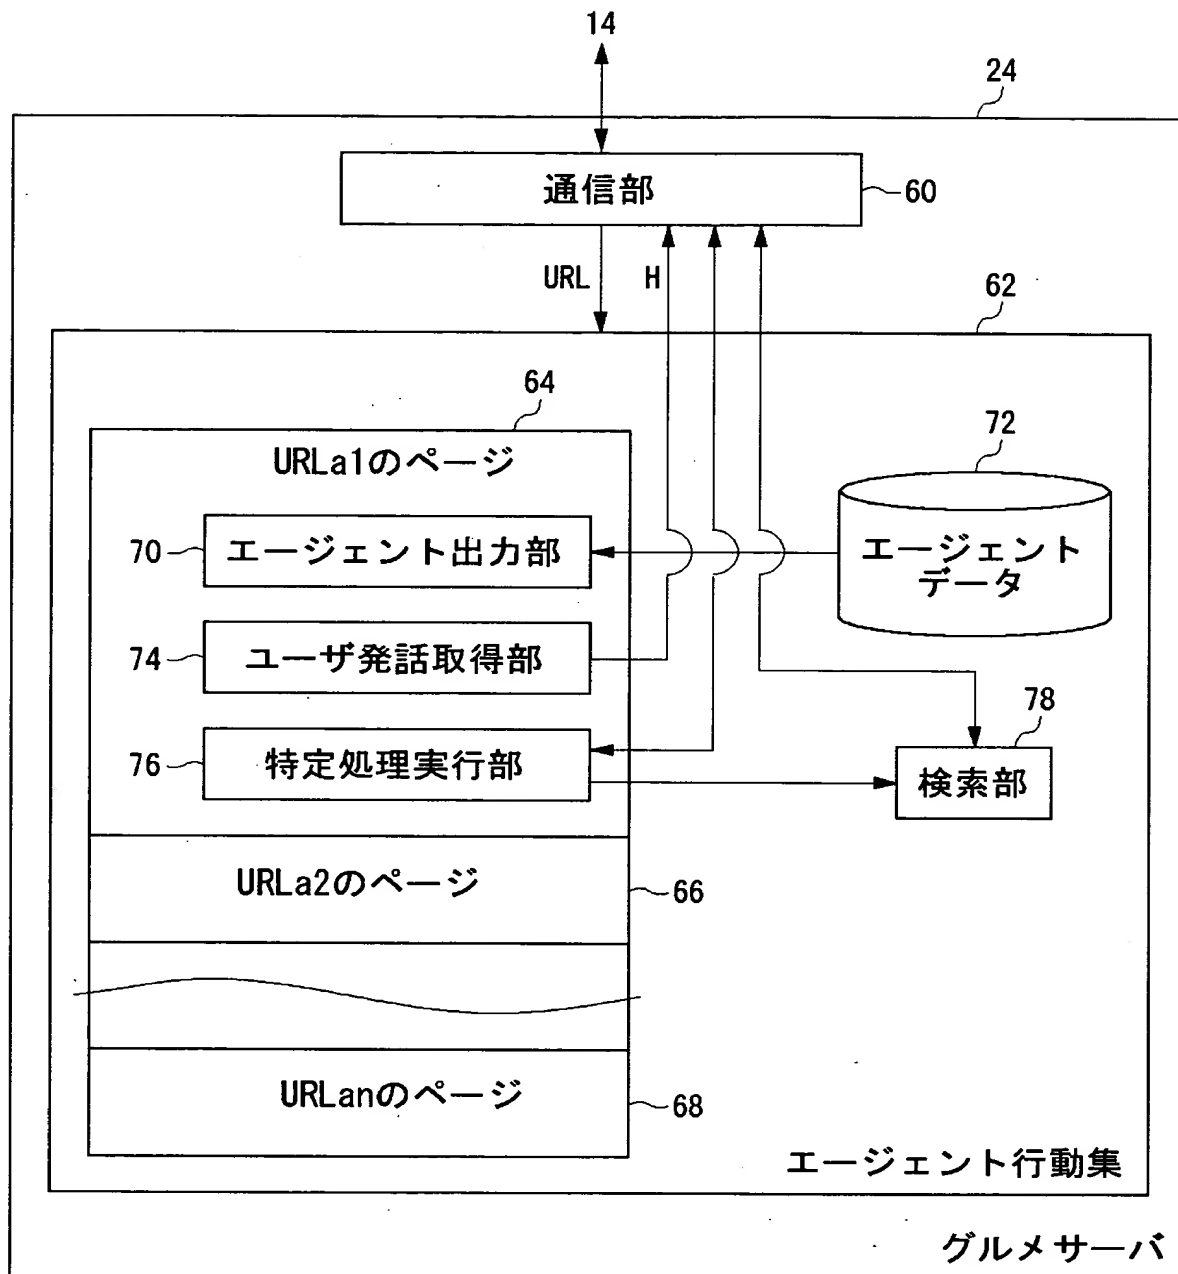 14
24
通信部
60
URL
H
62
64
URLa1のページ
72
70
エージェント出力部
エージェント
データ
74
ユーザ発話取得部
78
76
特定処理実行部
検索部
URLa2のページ
66
URLanのページ
68
エージェント行動集
グルメサーバ